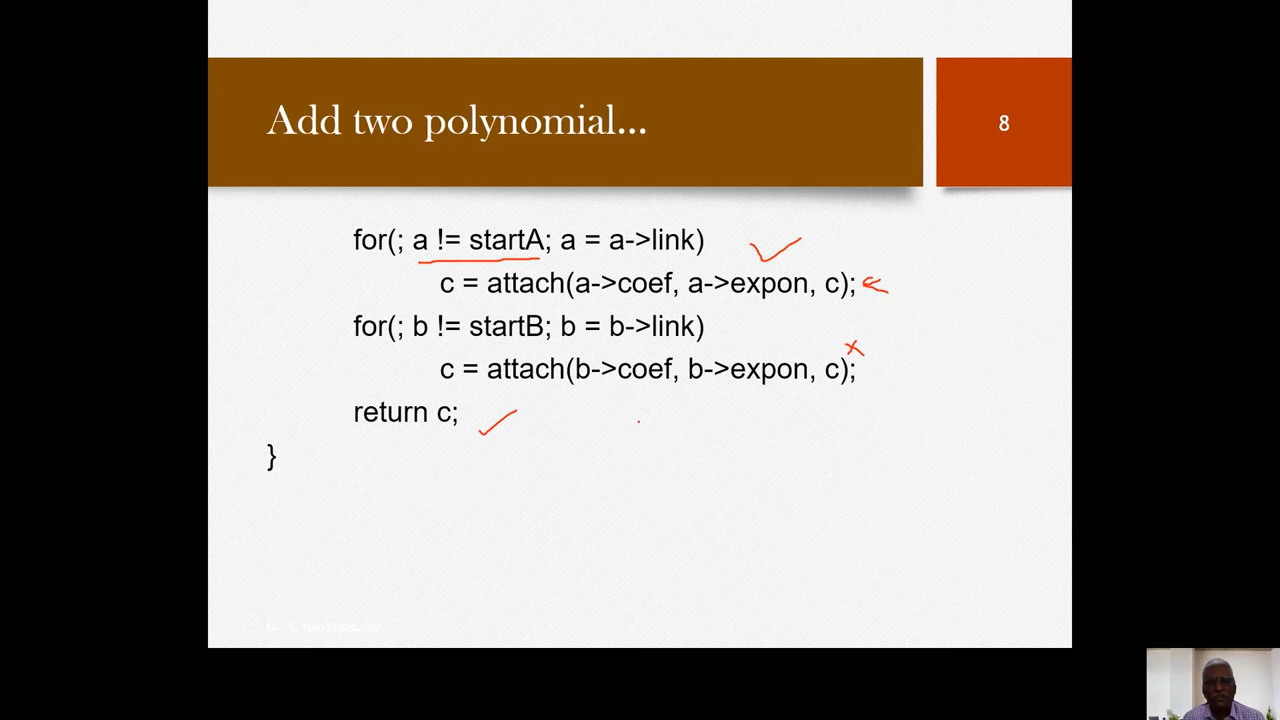 Add two polynomial...
8
for(; a != startA; a = a->link)
c = attach(a->coef, a->expon, c);
for(; b != startB; b = b->link)
c = attach(b->coef, b->expon, c);
return c;
}